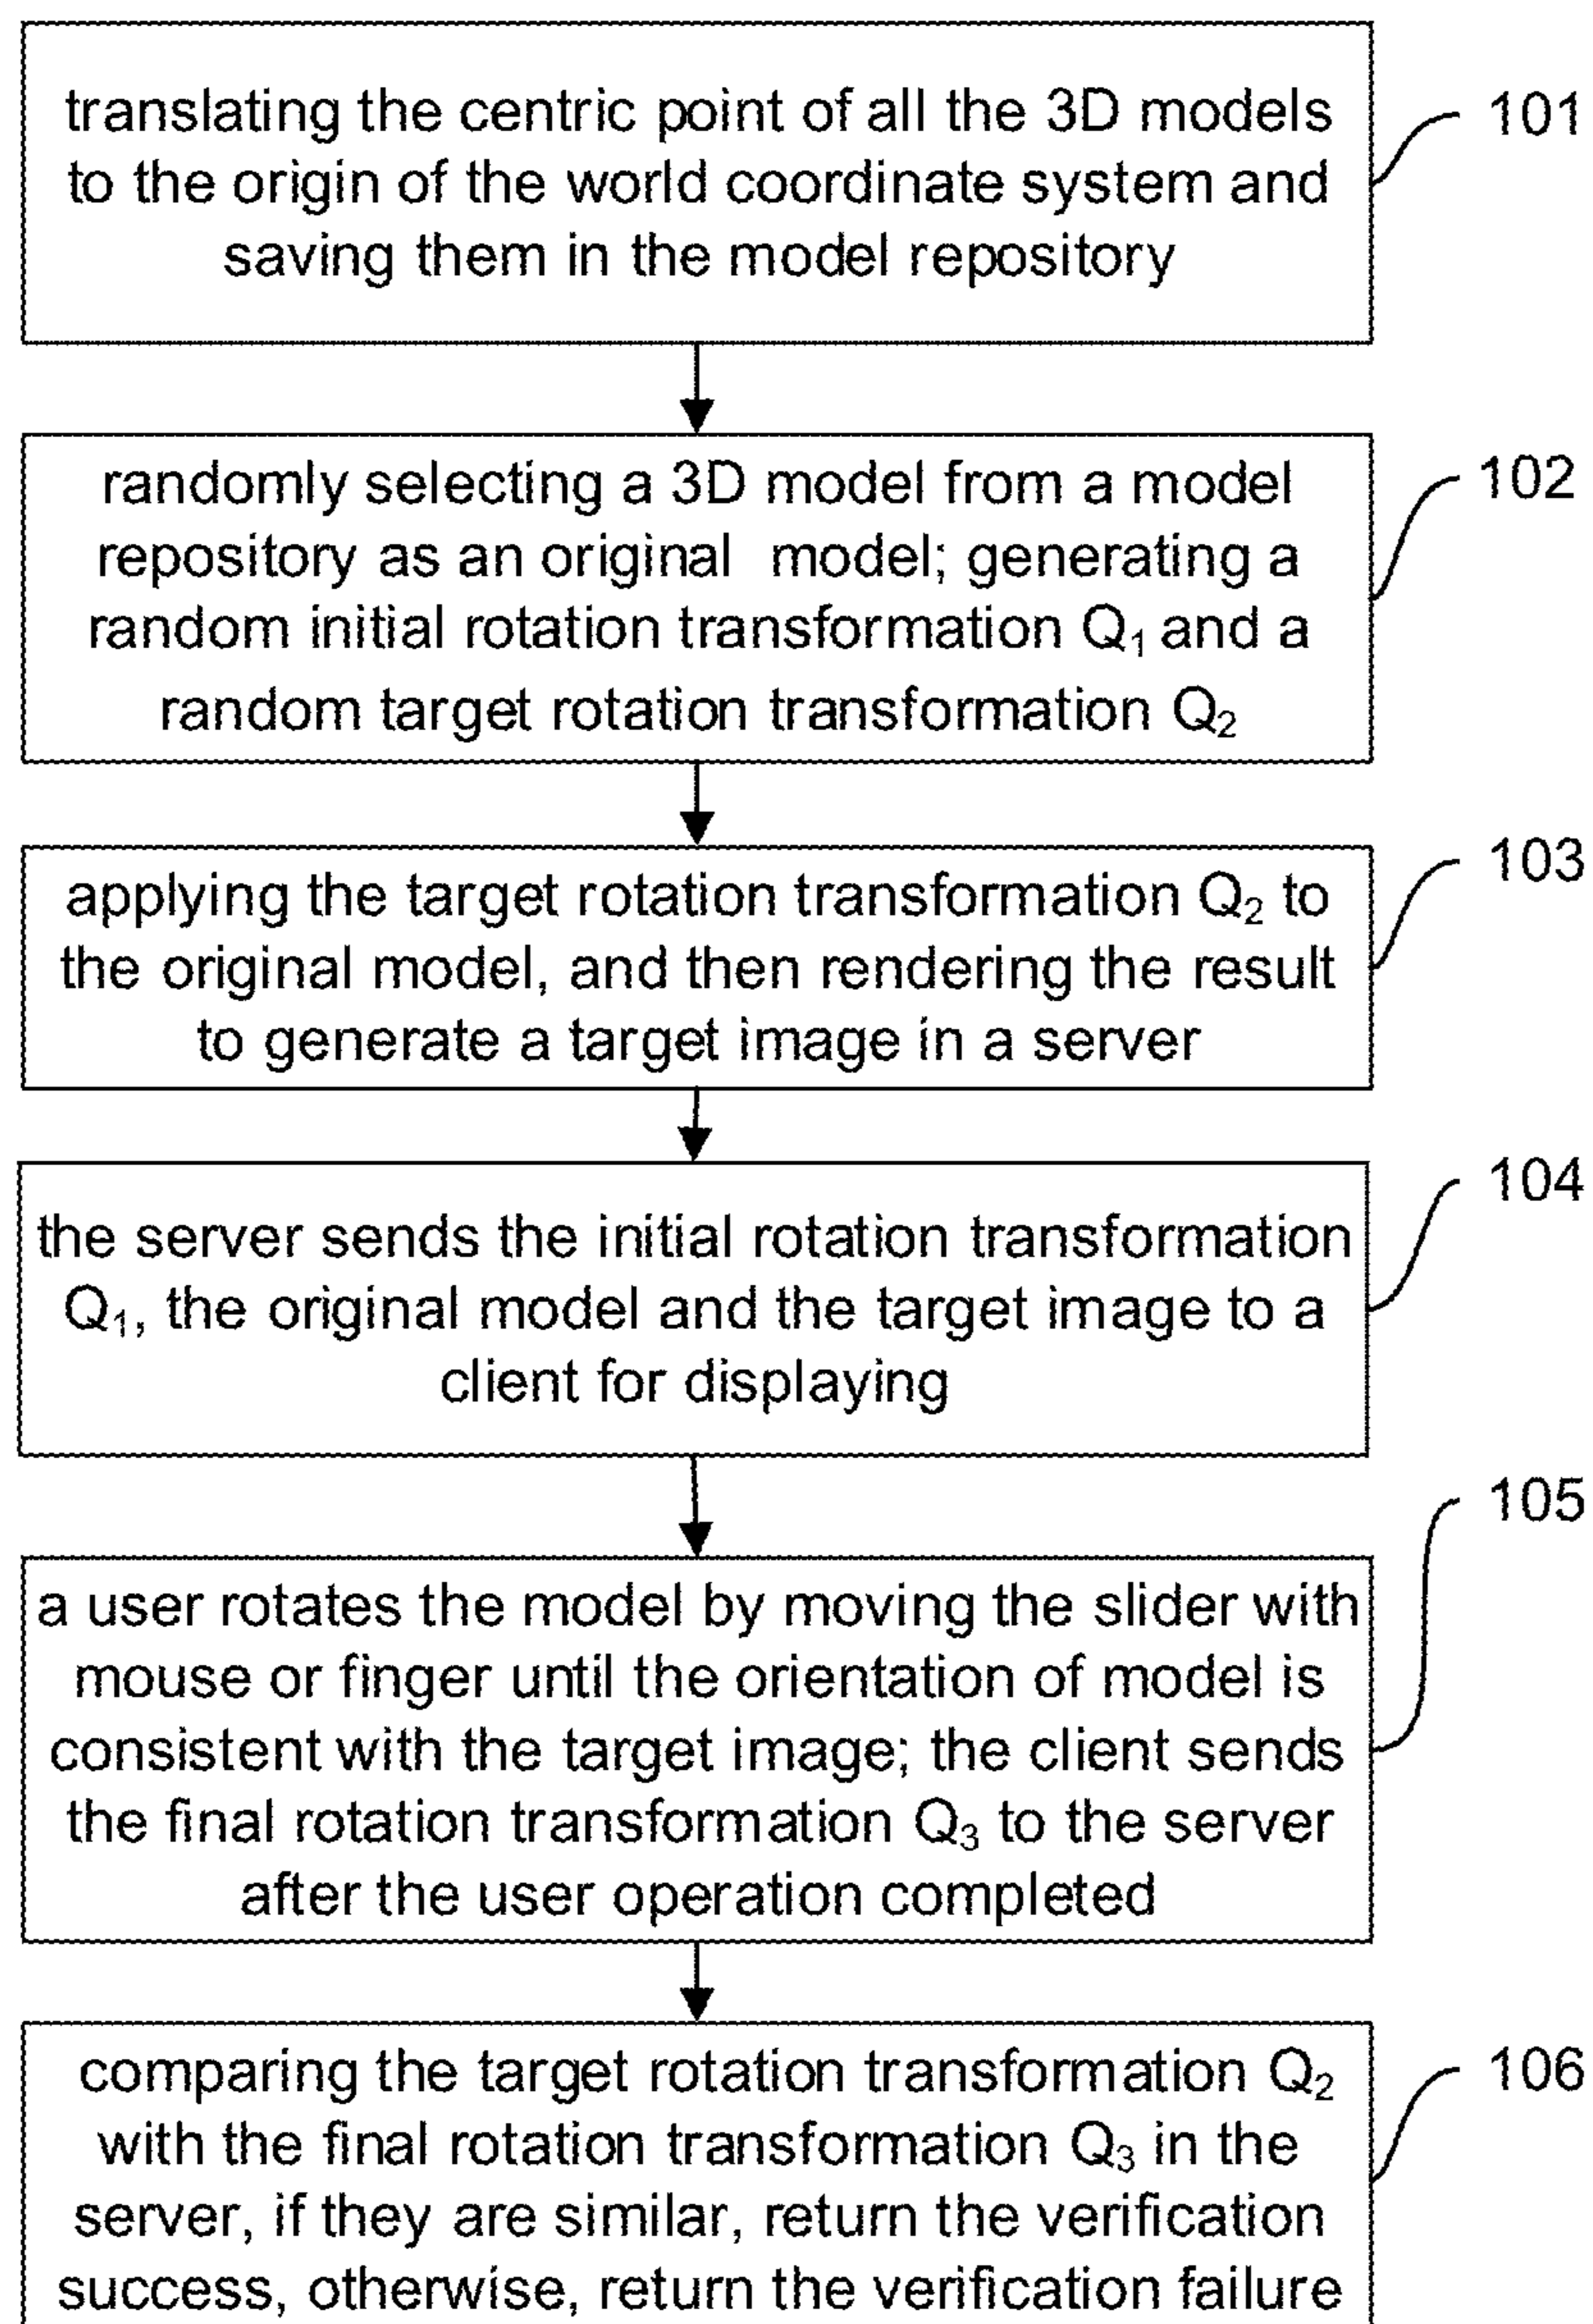 translating the centric point of all the 3D models
to the origin of the world coordinate system and
saving them in the model repository
101
randomly selecting a 3D model from a model
repository as an original model; generating a
random initial rotation transformation Q₁ and a
random target rotation transformation Q₂
102
applying the target rotation transformation Q₂ to
the original model, and then rendering the result
to generate a target image in a server
103
the server sends the initial rotation transformation
Q₁, the original model and the target image to a
client for displaying
104
a user rotates the model by moving the slider with
mouse or finger until the orientation of model is
consistent with the target image; the client sends
the final rotation transformation Q₃ to the server
after the user operation completed
105
comparing the target rotation transformation Q₂
with the final rotation transformation Q₃ in the
server, if they are similar, return the verification
success, otherwise, return the verification failure
106